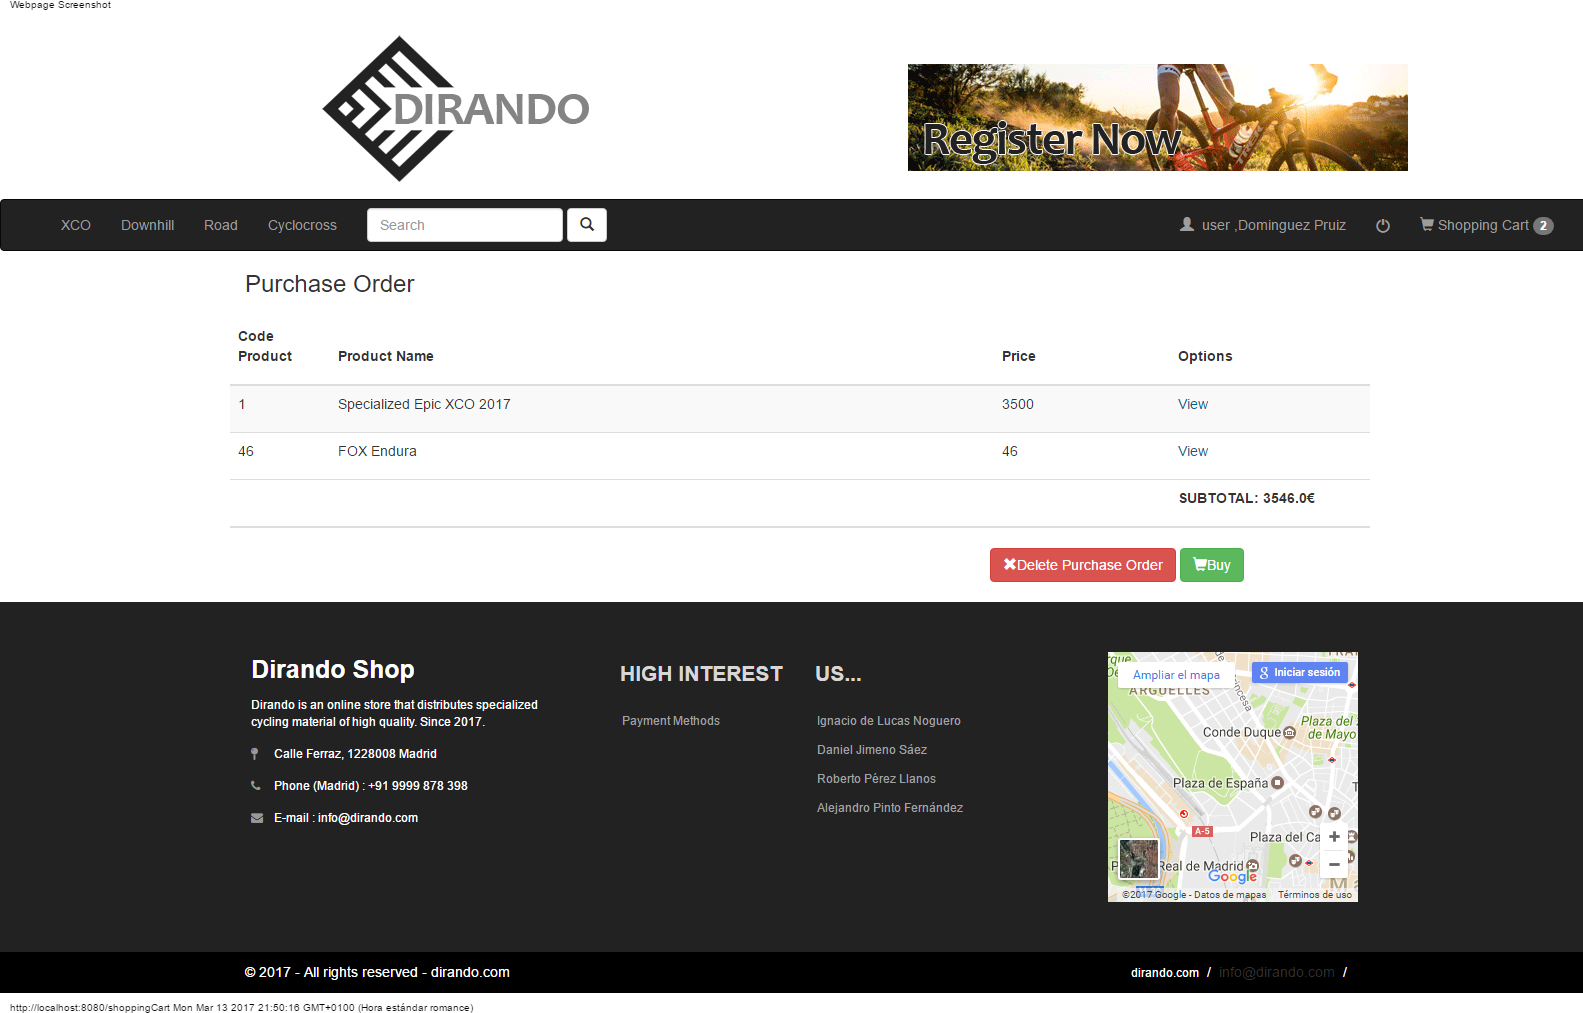 Webpage Screenshot
DIRANDO
Register Now
XCO Downhill Road Cyclocross Search user ,Dominguez Pruiz Shopping Cart 2
Purchase Order
Code
Product Product Name Price Options
1 Specialized Epic XCO 2017 3500 View
46 FOX Endura 46 View
SUBTOTAL: 3546.0€
Delete Purchase Order Buy
Dirando Shop
Dirando is an online store that distributes specialized
cycling material of high quality. Since 2017.
Calle Ferraz, 1228008 Madrid
Phone (Madrid) : +91 9999 878 398
E-mail : info@dirando.com
HIGH INTEREST
Payment Methods
US...
Ignacio de Lucas Noguero
Daniel Jimeno Sáez
Roberto Pérez Llanos
Alejandro Pinto Fernández
Ampliar el mapa
Iniciar sesión
ARGÜELLES
Conde Duque
Plaza del
de Mayo
Plaza de España
A-5
Plaza del
Real de Madrid
Google
©2017 Google - Datos de mapas Términos de uso
© 2017 - All rights reserved - dirando.com
dirando.com / info@dirando.com /
http://localhost:8080/shoppingCart Mon Mar 13 2017 21:50:16 GMT+0100 (Hora estándar romance)